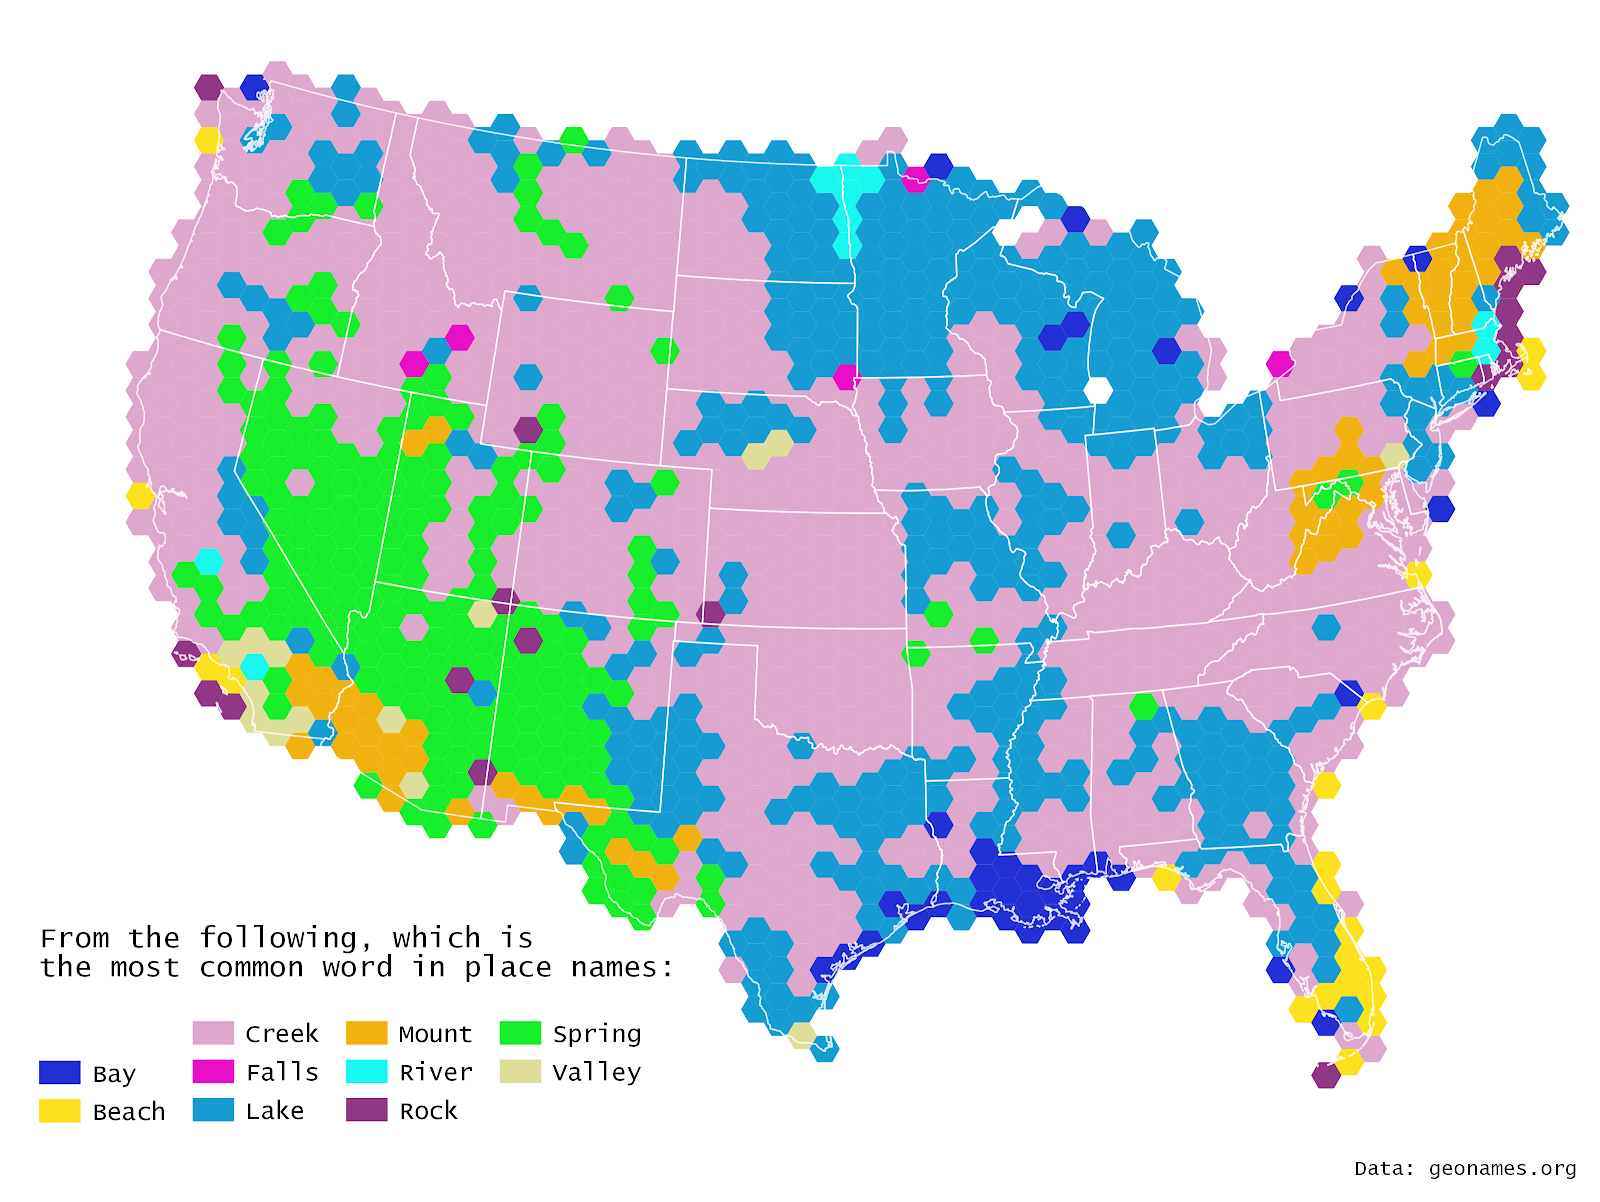 From the following, which is
the most common word in place names:
Creek Mount Spring
Bay Falls River Valley
Beach Lake Rock
Data: geonames.org